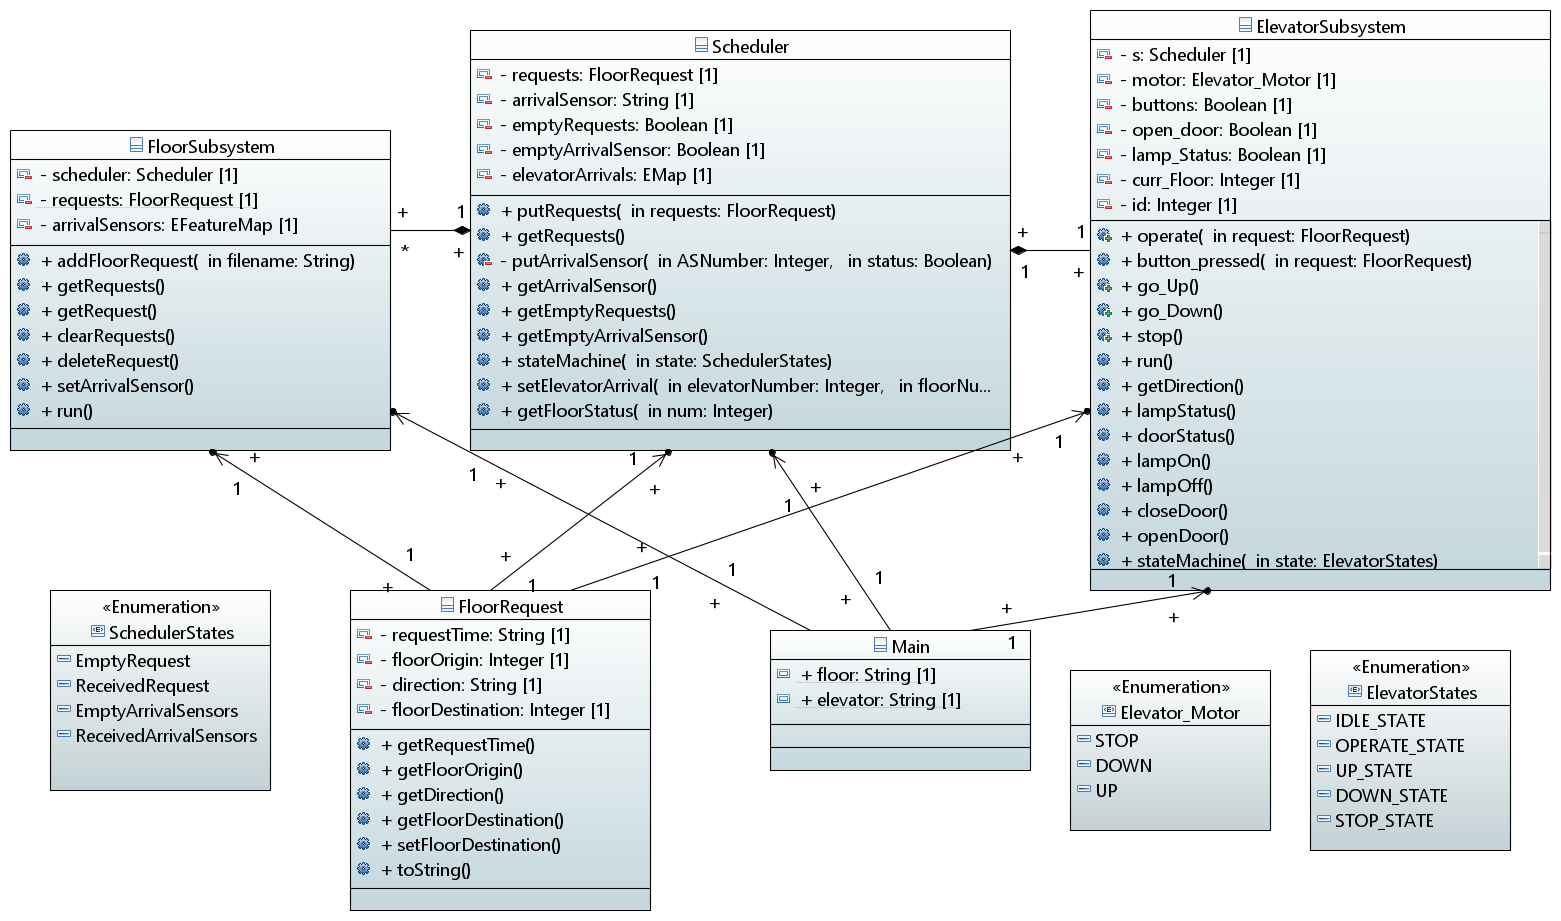 FloorSubsystem
- scheduler: Scheduler [1]
- requests: FloorRequest [1]
- arrivalSensors: EFeatureMap [1]
+ addFloorRequest( in filename: String)
+ getRequests()
+ getRequest()
+ clearRequests()
+ deleteRequest()
+ setArrivalSensor()
+ run()
+
*
1
+
Scheduler
- requests: FloorRequest [1]
- arrivalSensor: String [1]
- emptyRequests: Boolean [1]
- emptyArrivalSensor: Boolean [1]
- elevatorArrivals: EMap [1]
+ putRequests( in requests: FloorRequest)
+ getRequests()
- putArrivalSensor( in ASNumber: Integer, in status: Boolean)
+ getArrivalSensor()
+ getEmptyRequests()
+ getEmptyArrivalSensor()
+ stateMachine( in state: SchedulerStates)
+ setElevatorArrival( in elevatorNumber: Integer, in floorNu...
+ getFloorStatus( in num: Integer)
+
1
1
+
ElevatorSubsystem
- s: Scheduler [1]
- motor: Elevator_Motor [1]
- buttons: Boolean [1]
- open_door: Boolean [1]
- lamp_Status: Boolean [1]
- curr_Floor: Integer [1]
- id: Integer [1]
+ operate( in request: FloorRequest)
+ button_pressed( in request: FloorRequest)
+ go_Up()
+ go_Down()
+ stop()
+ run()
+ getDirection()
+ lampStatus()
+ doorStatus()
+ lampOn()
+ lampOff()
+ closeDoor()
+ openDoor()
+ stateMachine( in state: ElevatorStates)
+
1
1
+
1
+
1
+
1
+
+
1
1
+
+
1
1
+
+
1
1
+
+
1
1
+
«Enumeration»
SchedulerStates
EmptyRequest
ReceivedRequest
EmptyArrivalSensors
ReceivedArrivalSensors
FloorRequest
- requestTime: String [1]
- floorOrigin: Integer [1]
- direction: String [1]
- floorDestination: Integer [1]
+ getRequestTime()
+ getFloorOrigin()
+ getDirection()
+ getFloorDestination()
+ setFloorDestination()
+ toString()
Main
+ floor: String [1]
+ elevator: String [1]
«Enumeration»
Elevator_Motor
STOP
DOWN
UP
«Enumeration»
ElevatorStates
IDLE_STATE
OPERATE_STATE
UP_STATE
DOWN_STATE
STOP_STATE